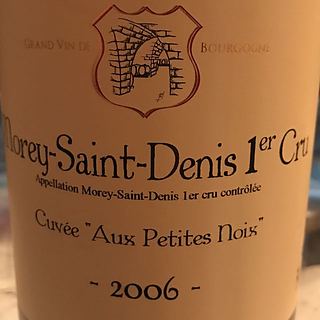 Grand Vin de Bourgogne
Morey-Saint-Denis 1er Cru
Appellation Morey-Saint-Denis 1er cru contrôlée
Cuvée "Aux Petites Noix"
- 2006 -